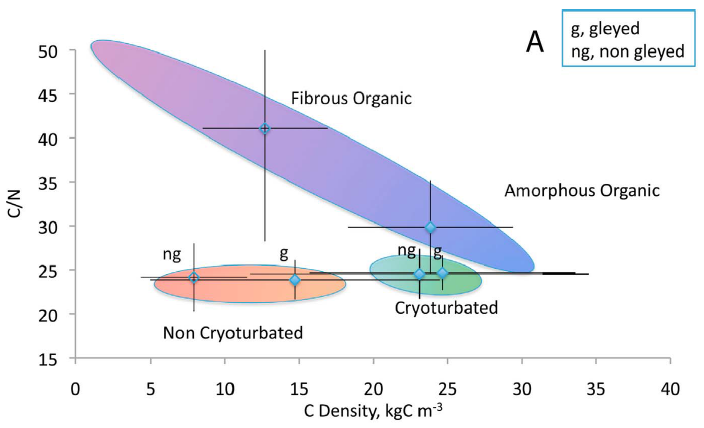 A
g, gleyed
ng, non gleyed
50
45
40
35
30
25
20
15
C/N
Fibrous Organic
Amorphous Organic
ng
g
ng
g
Cryoturbated
Non Cryoturbated
0
5
10
15
20
25
30
35
40
C Density, kgC m⁻³